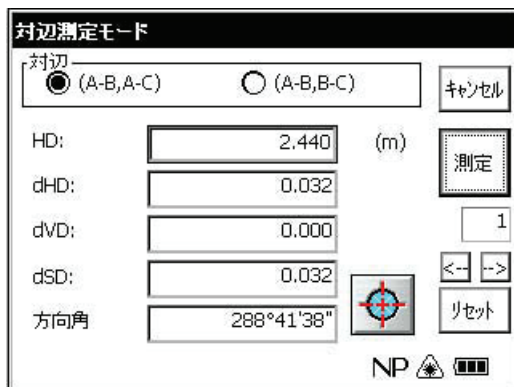 対辺測定モード
対辺
(A-B,A-C) (A-B,B-C) キャンセル
HD: 2.440 (m) 測定
dHD: 0.032
dVD: 0.000 1
dSD: 0.032 <-- -->
方向角 288°41'38" リセット
NP